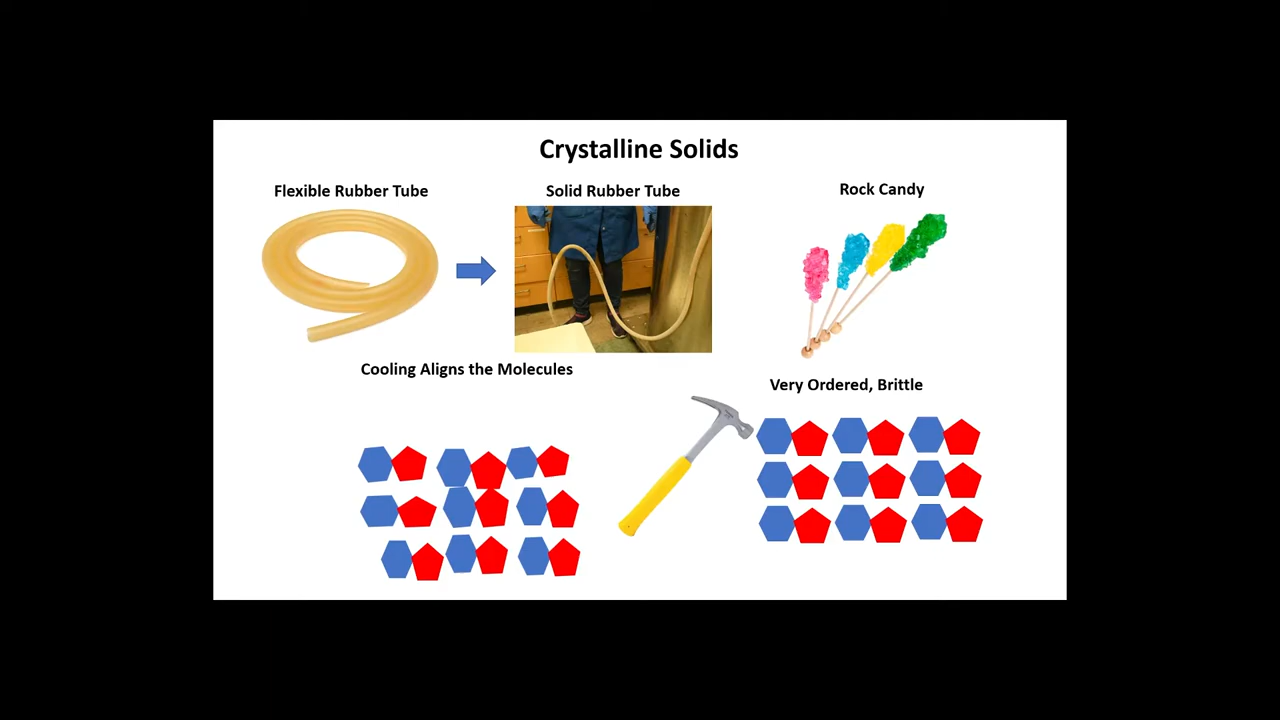 Crystalline Solids
Flexible Rubber Tube
Solid Rubber Tube
Rock Candy
Cooling Aligns the Molecules
Very Ordered, Brittle